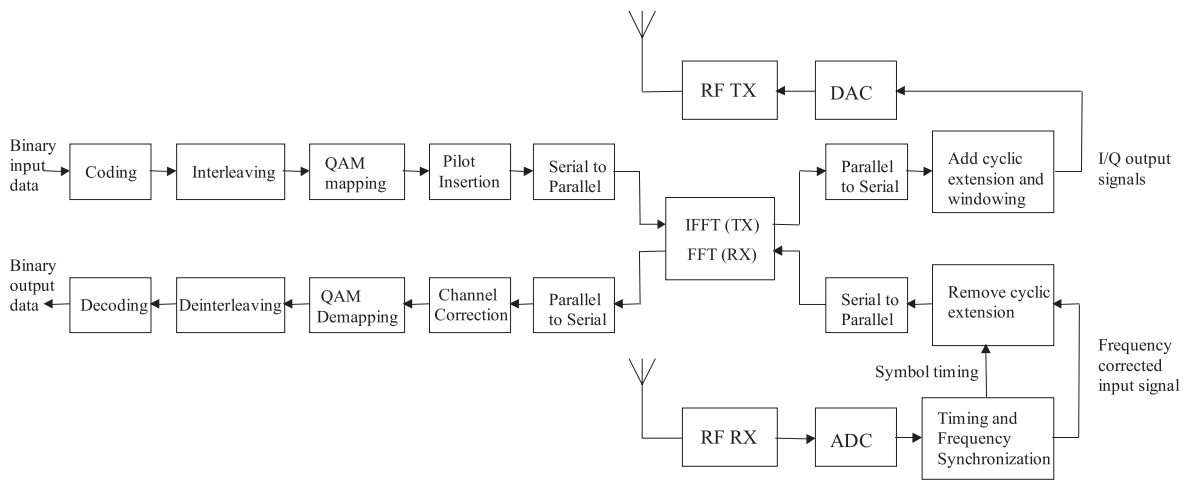 RF TX
DAC
Binary
input
data
Coding
Interleaving
QAM
mapping
Pilot
Insertion
Serial to
Parallel
Parallel
to Serial
Add cyclic
extension and
windowing
I/Q output
signals
IFFT (TX)
FFT (RX)
Binary
output
data
Decoding
Deinterleaving
QAM
Demapping
Channel
Correction
Parallel
to Serial
Serial to
Parallel
Remove cyclic
extension
Symbol timing
Frequency
corrected
input signal
RF RX
ADC
Timing and
Frequency
Synchronization